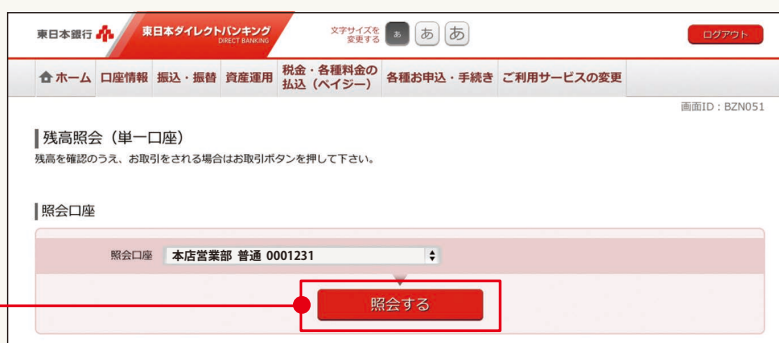 東日本銀行
東日本ダイレクトバンキング
DIRECT BANKING
文字サイズを
変更する
あ あ あ
ログアウト
ホーム 口座情報 振込・振替 資産運用 税金・各種料金の
払込（ペイジー） 各種お申込・手続き ご利用サービスの変更
画面ID：BZN051
残高照会（単一口座）
残高を確認のうえ、お取引をされる場合はお取引ボタンを押して下さい。
照会口座
照会口座 本店営業部 普通 0001231
照会する